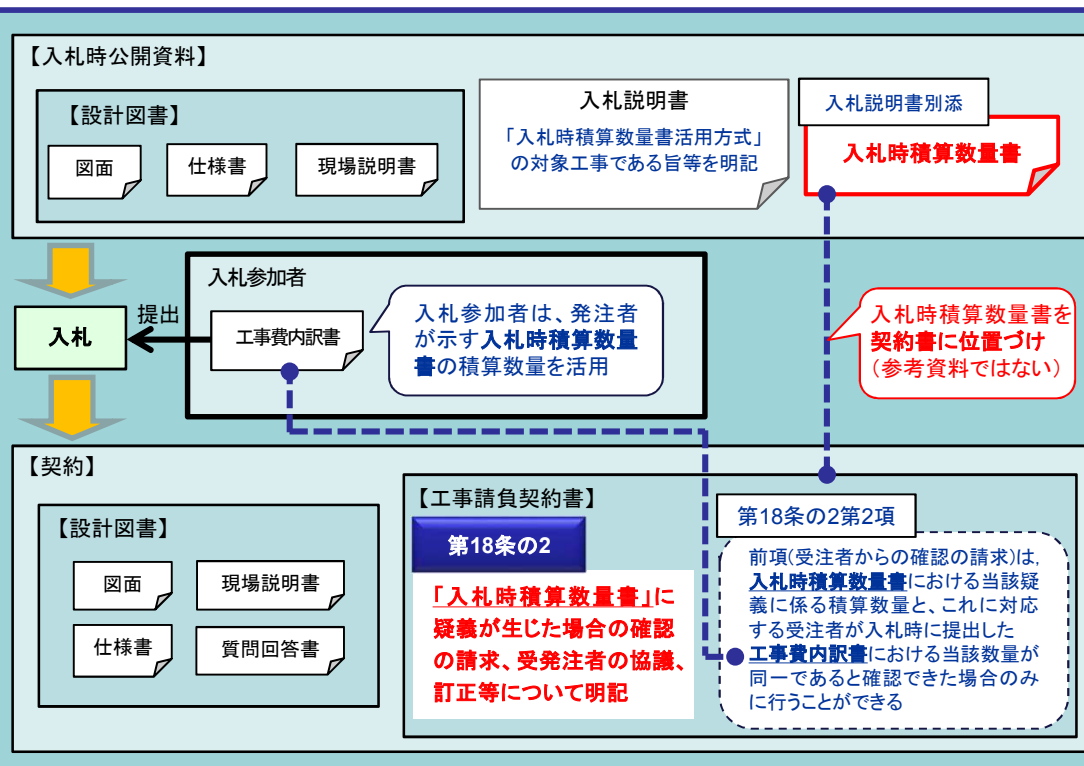 【入札時公開資料】
【設計図書】
図面
仕様書
現場説明書
入札説明書
「入札時積算数量書活用方式」
の対象工事である旨等を明記
入札説明書別添
入札時積算数量書
入札
提出
入札参加者
工事費内訳書
入札参加者は、発注者
が示す入札時積算数量
書の積算数量を活用
入札時積算数量書を
契約書に位置づけ
（参考資料ではない）
【契約】
【設計図書】
図面
現場説明書
仕様書
質問回答書
【工事請負契約書】
第18条の2
「入札時積算数量書」に
疑義が生じた場合の確認
の請求、受発注者の協議、
訂正等について明記
第18条の2第2項
前項(受注者からの確認の請求)は、
入札時積算数量書における当該疑
義に係る積算数量と、これに対応
する受注者が入札時に提出した
工事費内訳書における当該数量が
同一であると確認できた場合のみ
に行うことができる